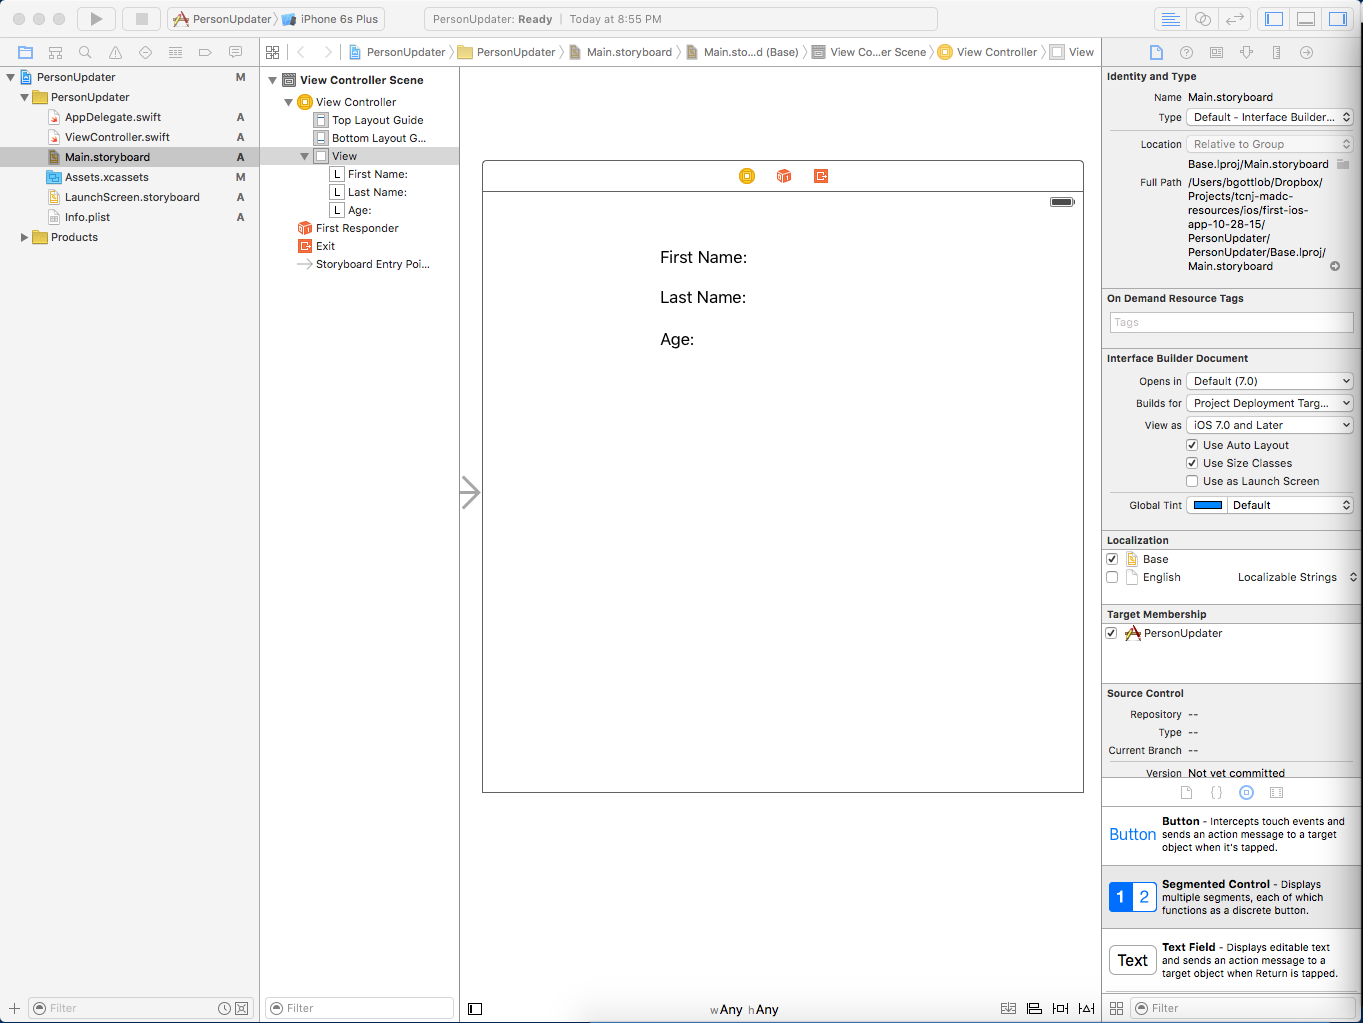 PersonUpdater iPhone 6s Plus
PersonUpdater: Ready Today at 8:55 PM
PersonUpdater PersonUpdater Main.storyboard Main.sto...d (Base) View Co...er Scene View Controller View
PersonUpdater M
PersonUpdater
AppDelegate.swift A
ViewController.swift A
Main.storyboard A
Assets.xcassets M
LaunchScreen.storyboard A
Info.plist A
Products
Filter
View Controller Scene
View Controller
Top Layout Guide
Bottom Layout G...
View
L First Name:
L Last Name:
L Age:
First Responder
Exit
Storyboard Entry Poi...
Filter
First Name:
Last Name:
Age:
wAny hAny
Identity and Type
Name Main.storyboard
Type Default - Interface Builder...
Location Relative to Group
Base.lproj/Main.storyboard
Full Path /Users/bgottlob/Dropbox/
Projects/tcnj-madc-
resources/ios/first-ios-
app-10-28-15/
PersonUpdater/
PersonUpdater/Base.lproj/
Main.storyboard
On Demand Resource Tags
Tags
Interface Builder Document
Opens in Default (7.0)
Builds for Project Deployment Targ...
View as iOS 7.0 and Later
Use Auto Layout
Use Size Classes
Use as Launch Screen
Global Tint Default
Localization
Base
English Localizable Strings
Target Membership
PersonUpdater
Source Control
Repository --
Type --
Current Branch --
Version Not yet committed
{}
Button Button - Intercepts touch events and
sends an action message to a target
object when it's tapped.
1 2 Segmented Control - Displays
multiple segments, each of which
functions as a discrete button.
Text Text Field - Displays editable text
and sends an action message to a
target object when Return is tapped.
Filter